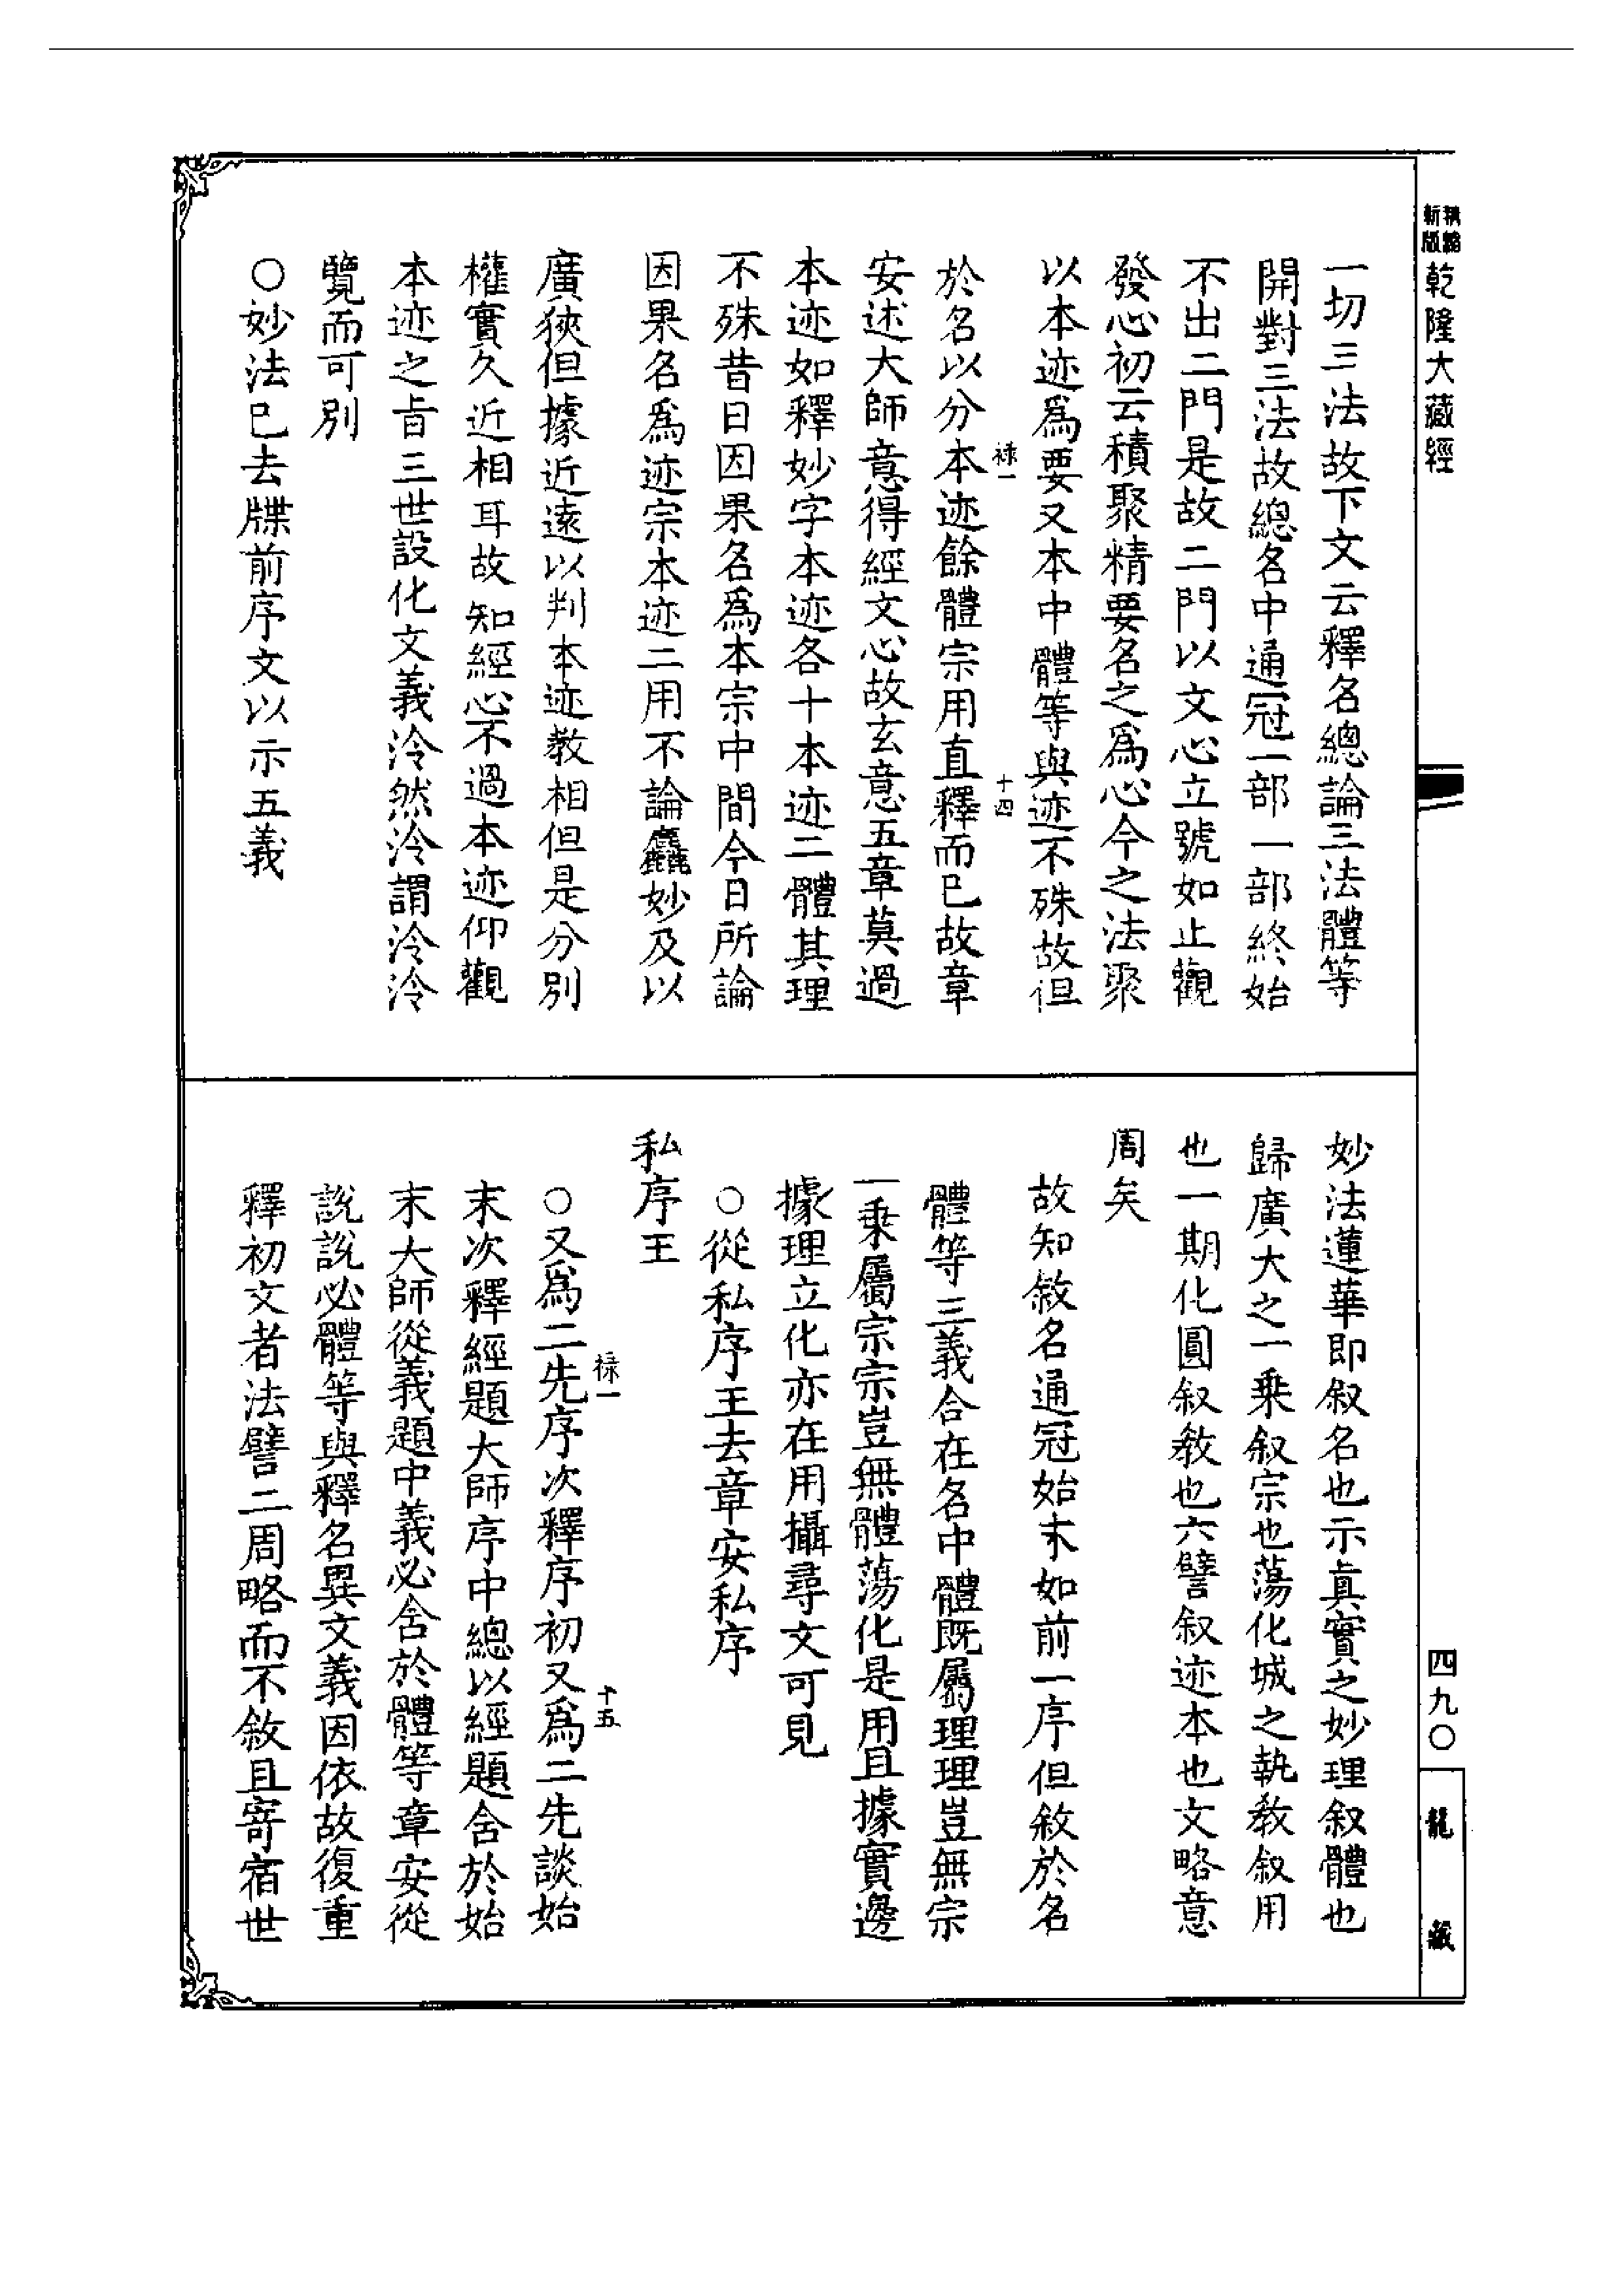 精縮新版
乾隆大藏經
一切三法故下文云釋名總論三法體等
開對三法故總名中通冠一部一部終始
不出二門是故二門以文心立號如止觀
發心初云積聚精要名之爲心今之法聚
以本迹爲要又本中體等與迹不殊故但
祿一
十四
於名以分本迹餘體宗用直釋而已故章
安述大師意得經文心故玄意五章莫過
本迹如釋妙字本迹各十本迹二體其理
不殊昔日因果名爲本宗中間今日所論
因果名爲迹宗本迹二用不論麤妙及以
廣狹但據近遠以判本迹教相但是分別
權實久近相耳故知經心不過本迹仰觀
本迹之旨三世設化文義泠然泠謂泠泠
覽而可別
○妙法巳去牒前序文以示五義
妙法蓮華即叙名也示眞實之妙理叙體也
歸廣大之一乗叙宗也蕩化城之執教叙用
也一期化圓叙教也六譬叙迹本也文略意
周矣
故知敘名通冠始末如前一序但敘於名
體等三義合在名中體既屬理理豈無宗
一乗屬宗宗豈無體蕩化是用且據實邊
據理立化亦在用攝尋文可見
○從私序王去章安私序
私序王
祿一
十五
○又爲二先序次釋序初又爲二先談始
末次釋經題大師序中總以經題舍於始
末大師從義題中義必舍於體等章安從
說說必體等與釋名異文義因依故復重
釋初文者法譬二周略而不敘且寄宿世
四九○
龍藏